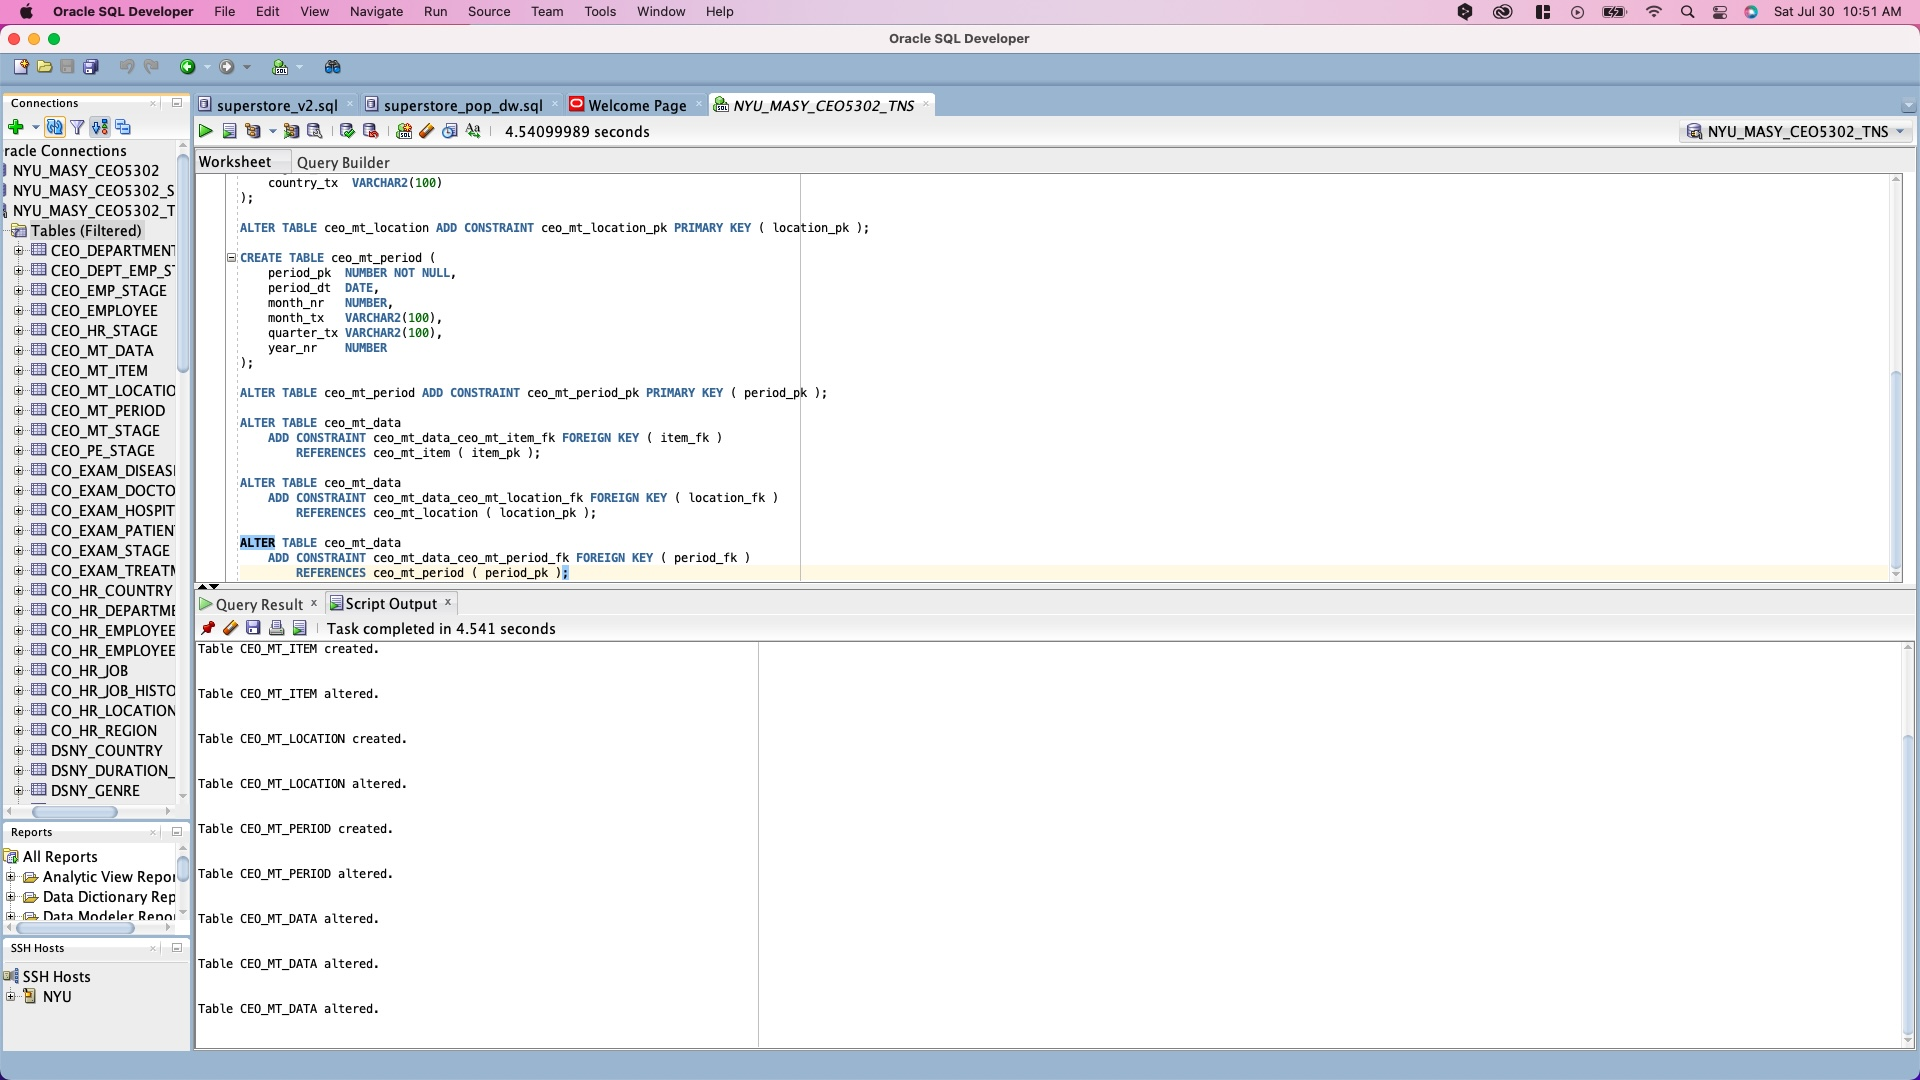 Oracle SQL Developer File Edit View Navigate Run Source Team Tools Window Help Sat Jul 30 10:51 AM
Oracle SQL Developer
Connections
racle Connections
NYU_MASY_CEO5302
NYU_MASY_CEO5302_S
NYU_MASY_CEO5302_T
Tables (Filtered)
CEO_DEPARTMENT
CEO_DEPT_EMP_ST
CEO_EMP_STAGE
CEO_EMPLOYEE
CEO_HR_STAGE
CEO_MT_DATA
CEO_MT_ITEM
CEO_MT_LOCATIO
CEO_MT_PERIOD
CEO_MT_STAGE
CEO_PE_STAGE
CO_EXAM_DISEASI
CO_EXAM_DOCTO
CO_EXAM_HOSPIT
CO_EXAM_PATIEN
CO_EXAM_STAGE
CO_EXAM_TREATM
CO_HR_COUNTRY
CO_HR_DEPARTME
CO_HR_EMPLOYEE
CO_HR_EMPLOYEE
CO_HR_JOB
CO_HR_JOB_HISTO
CO_HR_LOCATION
CO_HR_REGION
DSNY_COUNTRY
DSNY_DURATION_
DSNY_GENRE
Reports
All Reports
Analytic View Repor
Data Dictionary Rep
Data Modeler Repor
SSH Hosts
SSH Hosts
NYU
superstore_v2.sql superstore_pop_dw.sql Welcome Page NYU_MASY_CEO5302_TNS
4.54099989 seconds NYU_MASY_CEO5302_TNS
Worksheet Query Builder
country_tx VARCHAR2(100)
);
ALTER TABLE ceo_mt_location ADD CONSTRAINT ceo_mt_location_pk PRIMARY KEY ( location_pk );
CREATE TABLE ceo_mt_period (
period_pk NUMBER NOT NULL,
period_dt DATE,
month_nr NUMBER,
month_tx VARCHAR2(100),
quarter_tx VARCHAR2(100),
year_nr NUMBER
);
ALTER TABLE ceo_mt_period ADD CONSTRAINT ceo_mt_period_pk PRIMARY KEY ( period_pk );
ALTER TABLE ceo_mt_data
ADD CONSTRAINT ceo_mt_data_ceo_mt_item_fk FOREIGN KEY ( item_fk )
REFERENCES ceo_mt_item ( item_pk );
ALTER TABLE ceo_mt_data
ADD CONSTRAINT ceo_mt_data_ceo_mt_location_fk FOREIGN KEY ( location_fk )
REFERENCES ceo_mt_location ( location_pk );
ALTER TABLE ceo_mt_data
ADD CONSTRAINT ceo_mt_data_ceo_mt_period_fk FOREIGN KEY ( period_fk )
REFERENCES ceo_mt_period ( period_pk );
Query Result Script Output
Task completed in 4.541 seconds
Table CEO_MT_ITEM created.
Table CEO_MT_ITEM altered.
Table CEO_MT_LOCATION created.
Table CEO_MT_LOCATION altered.
Table CEO_MT_PERIOD created.
Table CEO_MT_PERIOD altered.
Table CEO_MT_DATA altered.
Table CEO_MT_DATA altered.
Table CEO_MT_DATA altered.